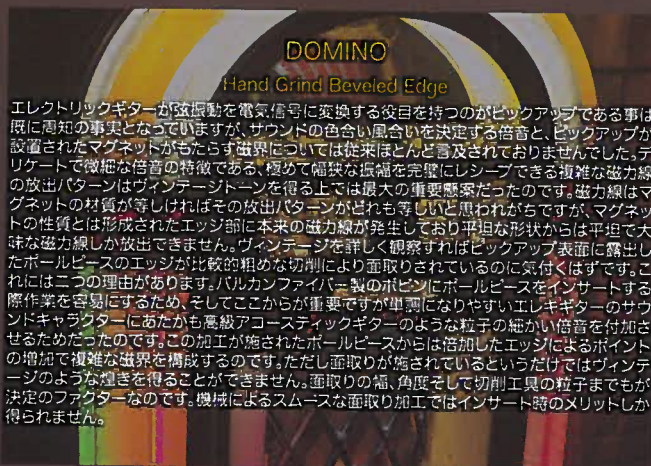 DOMINO
Hand Grind Beveled Edge
エレクトリックギターが弦振動を電気信号に変換する役目を持つのがピックアップである事は
既に周知の事実となっていますが、サウンドの色合い風合いを決定する倍音と、ピックアップが
設置されたマグネットがもたらす磁界については従来ほとんど言及されておりませんでした。デ
リケートで微細な倍音の特徴である、極めて幅狭な振幅を完璧にレシーブできる複雑な磁力線
の放出パターンはヴィンテージトーンを得る上では最大の重要懸案だったのです。磁力線はマ
グネットの材質が等しければその放出パターンがどれも等しいと思われがちですが、マグネッ
トの性質とは形成されたエッジ部に本来の磁力線が発生しており平坦な形状からは平坦で大
味な磁力線しか放出できません。ヴィンテージを詳しく観察すればピックアップ表面に露出し
たポールピースのエッジが比較的粗めな切削により面取りされているのに気付くはずです。こ
れには二つの理由があります。バルカンファイバー製のボビンにポールピースをインサートする
際作業を容易にするため、そしてここからが重要ですが単調になりやすいエレキギターのサウ
ンドキャラクターにあたかも高級アコースティックギターのような粒子の細かい倍音を付加さ
せるためだったのです。この加工が施されたポールピースからは倍加したエッジによるポイント
の増加で複雑な磁界を構成するのです。ただし面取りが施されているというだけではヴィンテ
ージのような煌きを得ることができません。面取りの幅、角度そして切削工具の粒子までもが
決定のファクターなのです。機械によるスムースな面取り加工ではインサート時のメリットしか
得られません。